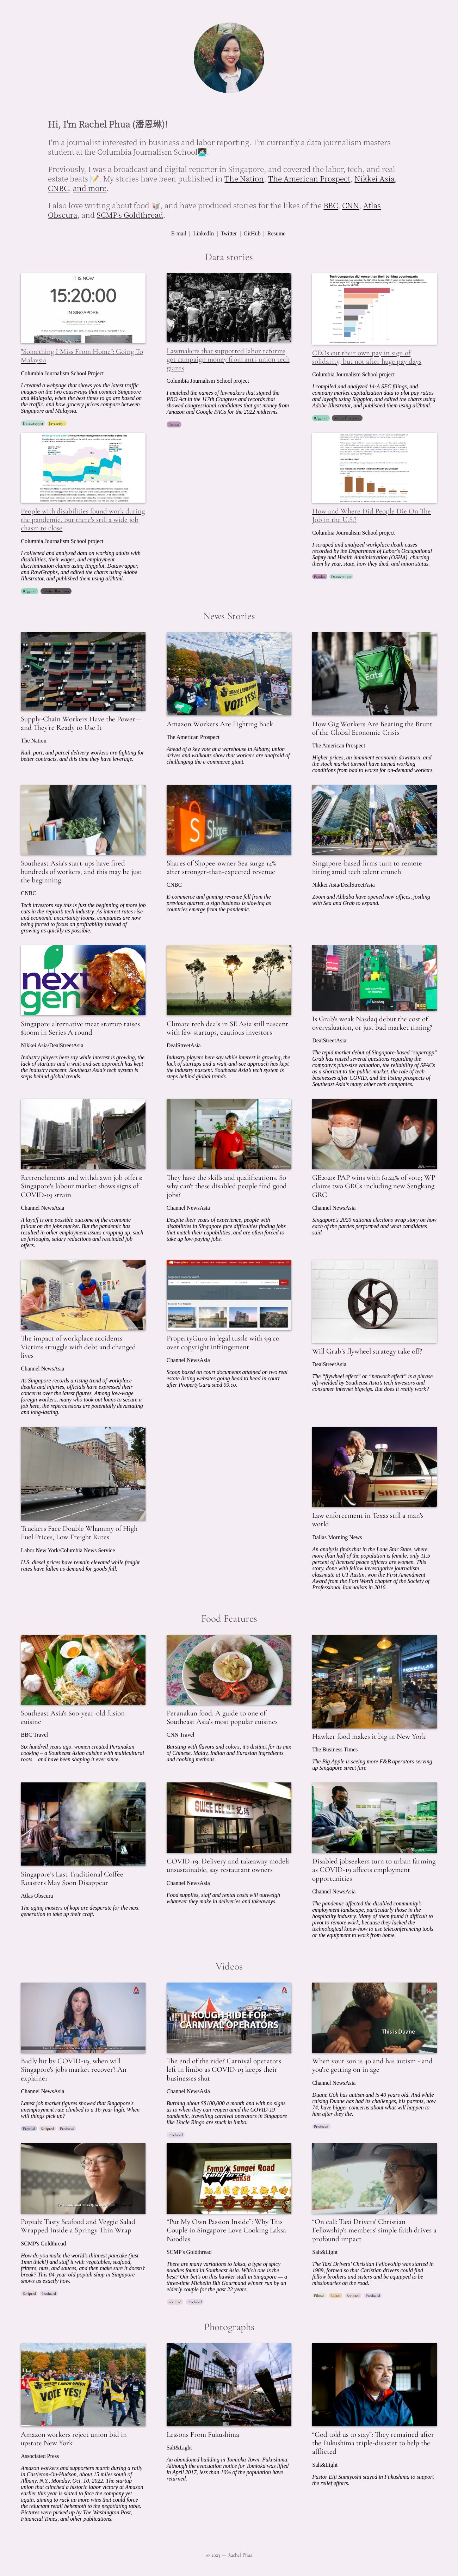 Hi, I'm Rachel Phua (潘恩琳)!
I'm a journalist interested in business and labor reporting. I'm currently a data journalism masters
student at the Columbia Journalism School
Previously, I was a broadcast and digital reporter in Singapore, and covered the labor, tech, and real
estate beats 📝. My stories have been published in The Nation, The American Prospect, Nikkei Asia,
CNBC, and more.
I also love writing about food 🥡, and have produced stories for the likes of the BBC, CNN, Atlas
Obscura, and SCMP's Goldthread.
E-mail | LinkedIn | Twitter | GitHub | Resume
Data stories
IT IS NOW
15:20:00
IN SINGAPORE.
"Something I Miss From Home": Going To
Malaysia
Columbia Journalism School Project
I created a webpage that shows you the latest traffic
images on the two causeways that connect Singapore
and Malaysia, when the best times to go are based on
the traffic, and how grocery prices compare between
Singapore and Malaysia.
Datawrapper Javascript
Lawmakers that supported labor reforms
got campaign money from anti-union tech
giants
Columbia Journalism School project
I matched the names of lawmakers that signed the
PRO Act in the 117th Congress and records that
showed congressional candidates who got money from
Amazon and Google PACs for the 2022 midterms.
Pandas
Tech companies did worse than their working counterparts
CEOs cut their own pay in sign of
solidarity, but not after huge pay days
Columbia Journalism School project
I compiled and analyzed 14-A SEC filings, and
company market capitalization data to plot pay ratios
and layoffs using R/ggplot, and edited the charts using
Adobe Illustrator, and published them using ai2html.
R/ggplot Adobe Illustrator
People with disabilities found work during
the pandemic, but there's still a wide job
chasm to close
Columbia Journalism School project
I collected and analyzed data on working adults with
disabilities, their wages, and employment
discrimination claims using R/ggplot, Datawrapper,
and RawGraphs, and edited the charts using Adobe
Illustrator, and published them using ai2html.
R/ggplot Adobe Illustrator
How and Where Did People Die On The
Job in the U.S.?
Columbia Journalism School project
I scraped and analyzed workplace death cases
recorded by the Department of Labor's Occupational
Safety and Health Administration (OSHA), charting
them by year, state, how they died, and union status.
Pandas Datawrapper
News Stories
Supply-Chain Workers Have the Power—
and They're Ready to Use It
The Nation
Rail, port, and parcel delivery workers are fighting for
better contracts, and this time they have leverage.
VOTE YES!
Amazon Workers Are Fighting Back
The American Prospect
Ahead of a key vote at a warehouse in Albany, union
drives and walkouts show that workers are unafraid of
challenging the e-commerce giant.
Uber
Eats
How Gig Workers Are Bearing the Brunt
of the Global Economic Crisis
The American Prospect
Higher prices, an imminent economic downturn, and
the stock market turmoil have turned working
conditions from bad to worse for on-demand workers.
Southeast Asia's start-ups have fired
hundreds of workers, and this may be just
the beginning
CNBC
Tech investors say this is just the beginning of more job
cuts in the region's tech industry. As interest rates rise
and economic uncertainty looms, companies are now
being forced to focus on profitability instead of
growing as quickly as possible.
Shopee
Shares of Shopee-owner Sea surge 14%
after stronger-than-expected revenue
CNBC
E-commerce and gaming revenue fell from the
previous quarter, a sign business is slowing as
countries emerge from the pandemic.
Singapore-based firms turn to remote
hiring amid tech talent crunch
Nikkei Asia/DealStreetAsia
Zoom and Alibaba have opened new offices, jostling
with Sea and Grab to expand.
next
gen
Singapore alternative meat startup raises
$100m in Series A round
Nikkei Asia/DealStreetAsia
Industry players here say while interest is growing, the
lack of startups and a wait-and-see approach has kept
the industry nascent. Southeast Asia's tech system is
steps behind global trends.
Climate tech deals in SE Asia still nascent
with few startups, cautious investors
DealStreetAsia
Industry players here say while interest is growing, the
lack of startups and a wait-and-see approach has kept
the industry nascent. Southeast Asia's tech system is
steps behind global trends.
Is Grab's weak Nasdaq debut the cost of
overvaluation, or just bad market timing?
DealStreetAsia
The tepid market debut of Singapore-based "superapp"
Grab has raised several questions regarding the
company's plus-size valuation, the reliability of SPACs
as a shortcut to the public market, the role of tech
businesses after COVID, and the listing prospects of
Southeast Asia's many other tech companies.
Retrenchments and withdrawn job offers:
Singapore's labour market shows signs of
COVID-19 strain
Channel NewsAsia
A layoff is one possible outcome of the economic
fallout on the jobs market. But the pandemic has
resulted in other employment issues cropping up, such
as furloughs, salary reductions and rescinded job
offers.
They have the skills and qualifications. So
why can't these disabled people find good
jobs?
Channel NewsAsia
Despite their years of experience, people with
disabilities in Singapore face difficulties finding jobs
that match their capabilities, and are often forced to
take up low-paying jobs.
GE2020: PAP wins with 61.24% of vote; WP
claims two GRCs including new Sengkang
GRC
Channel NewsAsia
Singapore's 2020 national elections wrap story on how
each of the parties performed and what candidates
said.
The impact of workplace accidents:
Victims struggle with debt and changed
lives
Channel NewsAsia
As Singapore records a rising trend of workplace
deaths and injuries, officials have expressed their
concerns over the latest figures. Among low-wage
foreign workers, many who took out loans to secure a
job here, the repercussions are potentially devastating
and long-lasting.
PropertyGuru in legal tussle with 99.co
over copyright infringement
Channel NewsAsia
Scoop based on court documents attained on two real
estate listing websites going head to head in court
after PropertyGuru sued 99.co.
Will Grab's flywheel strategy take off?
DealStreetAsia
The "flywheel effect" or "network effect" is a phrase
oft-wielded by Southeast Asia's tech investors and
consumer internet bigwigs. But does it really work?
Truckers Face Double Whammy of High
Fuel Prices, Low Freight Rates
Labor New York/Columbia News Service
U.S. diesel prices have remain elevated while freight
rates have fallen as demand for goods fall.
SHERIFF
Law enforcement in Texas still a man's
world
Dallas Morning News
An analysis finds that in the Lone Star State, where
more than half of the population is female, only 11.5
percent of licensed peace officers are women. This
story, done with fellow investigative journalism
classmate at UT Austin, won the First Amendment
Award from the Fort Worth chapter of the Society of
Professional Journalists in 2016.
Food Features
Southeast Asia's 600-year-old fusion
cuisine
BBC Travel
Six hundred years ago, women created Peranakan
cooking – a Southeast Asian cuisine with multicultural
roots – and have been shaping it ever since.
Peranakan food: A guide to one of
Southeast Asia's most popular cuisines
CNN Travel
Bursting with flavors and colors, it's distinct for its mix
of Chinese, Malay, Indian and Eurasian ingredients
and cooking methods.
Hawker food makes it big in New York
The Business Times
The Big Apple is seeing more F&B operators serving
up Singapore street fare
Singapore's Last Traditional Coffee
Roasters May Soon Disappear
Atlas Obscura
The aging masters of kopi are desperate for the next
generation to take up their craft.
COVID-19: Delivery and takeaway models
unsustainable, say restaurant owners
Channel NewsAsia
Food supplies, staff and rental costs will outweigh
whatever they make in deliveries and takeaways.
Disabled jobseekers turn to urban farming
as COVID-19 affects employment
opportunities
Channel NewsAsia
The pandemic affected the disabled community's
employment landscape, particularly those in the
hospitality industry. Many of them found it difficult to
pivot to remote work, because they lacked the
technological know-how to use teleconferencing tools
or the equipment to work from home.
Videos
Badly hit by COVID-19, when will
Singapore's jobs market recover? An
explainer
Channel NewsAsia
Latest job market figures showed that Singapore's
unemployment rate climbed to a 16-year high. When
will things pick up?
Scripted Produced
ROUGH RIDE FOR
CARNIVAL OPERATORS
The end of the ride? Carnival operators
left in limbo as COVID-19 keeps their
businesses shut
Channel NewsAsia
Burning about S$100,000 a month and with no signs
as to when they can reopen amid the COVID-19
pandemic, travelling carnival operators in Singapore
like Uncle Ringo are stuck in limbo.
Produced
This is Duane
When your son is 40 and has autism - and
you're getting on in age
Channel NewsAsia
Duane Goh has autism and is 40 years old. And while
raising Duane has had its challenges, his parents, now
74, have bigger concerns about what will happen to
him after they die.
Produced
Popiah: Tasty Seafood and Veggie Salad
Wrapped Inside a Springy Thin Wrap
SCMP's Goldthread
How do you make the world's thinnest pancake (just
1mm thick!) and stuff it with vegetables, seafood,
fritters, nuts, and sauces, and then make sure it doesn't
break? This 84-year-old popiah shop in Singapore
shows us exactly how.
Scripted Produced
Sungei Road
Laksa
"Put My Own Passion Inside": Why This
Couple in Singapore Love Cooking Laksa
Noodles
SCMP's Goldthread
There are many variations to laksa, a type of spicy
noodles found in Southeast Asia. Which one is the
best? Our bet's on this hawker stall in Singapore — a
three-time Michelin Bib Gourmand winner run by an
elderly couple for the past 22 years.
Scripted Produced
"On call: Taxi Drivers' Christian
Fellowship's members' simple faith drives a
profound impact
Salt&Light
The Taxi Drivers' Christian Fellowship was started in
1989, formed so that Christian drivers could find
fellow brothers and sisters and be equipped to be
missionaries on the road.
Filmed Edited Scripted Produced
Photographs
VOTE YES!
Amazon workers reject union bid in
upstate New York
Associated Press
Amazon workers and supporters march during a rally
in Castleton-On-Hudson, about 15 miles south of
Albany, N.Y., Monday, Oct. 10, 2022. The startup
union that clinched a historic labor victory at Amazon
earlier this year is slated to face the company yet
again, aiming to rack up more wins that could force
the reluctant retail behemoth to the negotiating table.
Pictures were picked up by The Washington Post,
Financial Times, and other publications.
Lessons From Fukushima
Salt&Light
An abandoned building in Tomioka Town, Fukushima.
Although the evacuation notice for Tomioka was lifted
in April 2017, less than 10% of the population have
returned.
"God told us to stay": They remained after
the Fukushima triple-disaster to help the
afflicted
Salt&Light
Pastor Eiji Sumiyoshi stayed in Fukushima to support
the relief efforts.
© 2023 — Rachel Phua